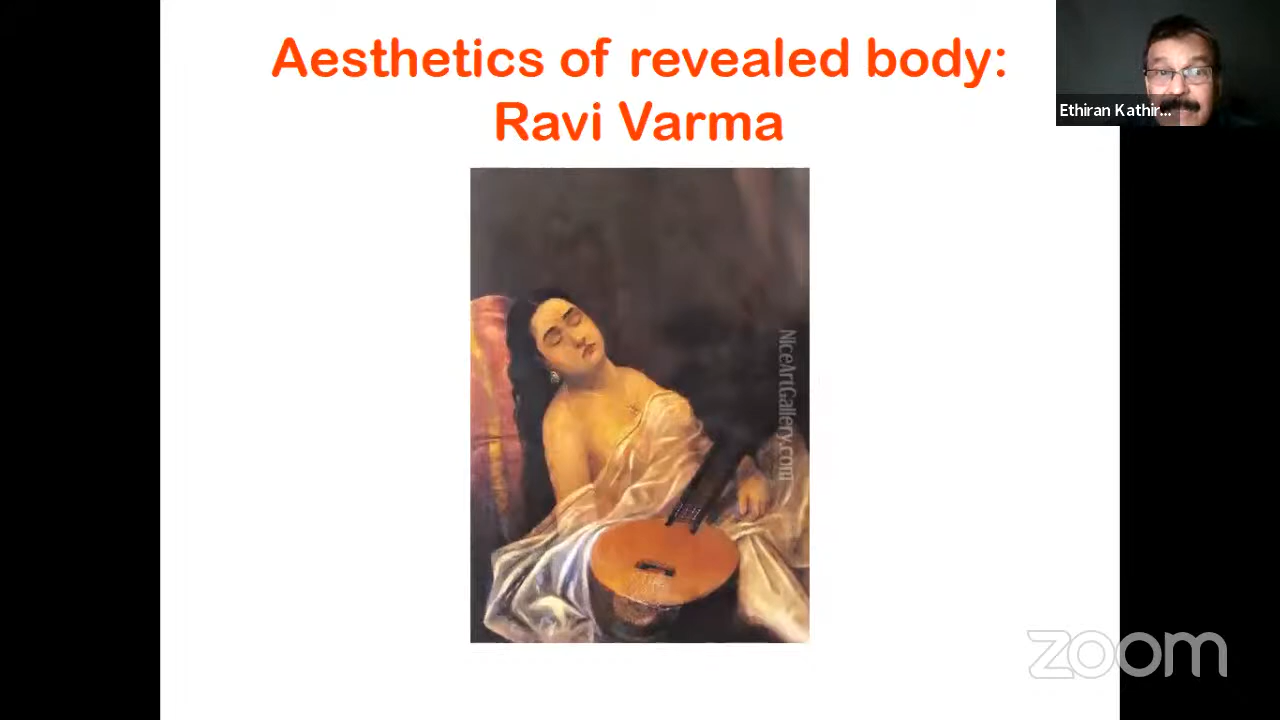 Aesthetics of revealed body:
Ravi Varma
Ethiran Kathir...
NiceArtGallery.com
zoom